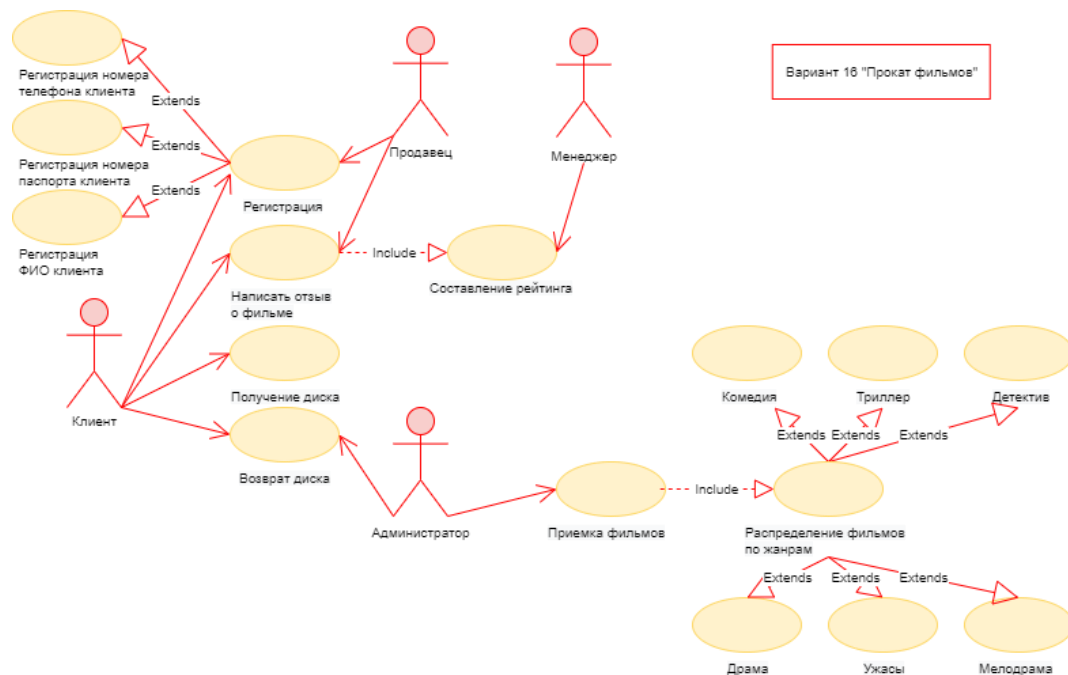 Вариант 16 "Прокат фильмов"
Регистрация номера
телефона клиента
Extends
Продавец
Менеджер
Extends
Регистрация номера
паспорта клиента
Extends
Регистрация
Регистрация
ФИО клиента
Include
Написать отзыв
о фильме
Составление рейтинга
Клиент
Получение диска
Комедия
Триллер
Детектив
Extends
Extends
Extends
Возврат диска
Администратор
Include
Приемка фильмов
Распределение фильмов
по жанрам
Extends
Extends
Extends
Драма
Ужасы
Мелодрама